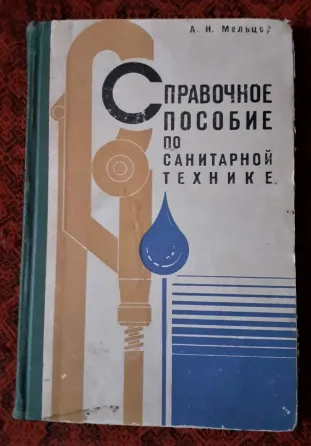 А. Н. Мельцер
СПРАВОЧНОЕ
ПОСОБИЕ
ПО
САНИТАРНОЙ
ТЕХНИКЕ